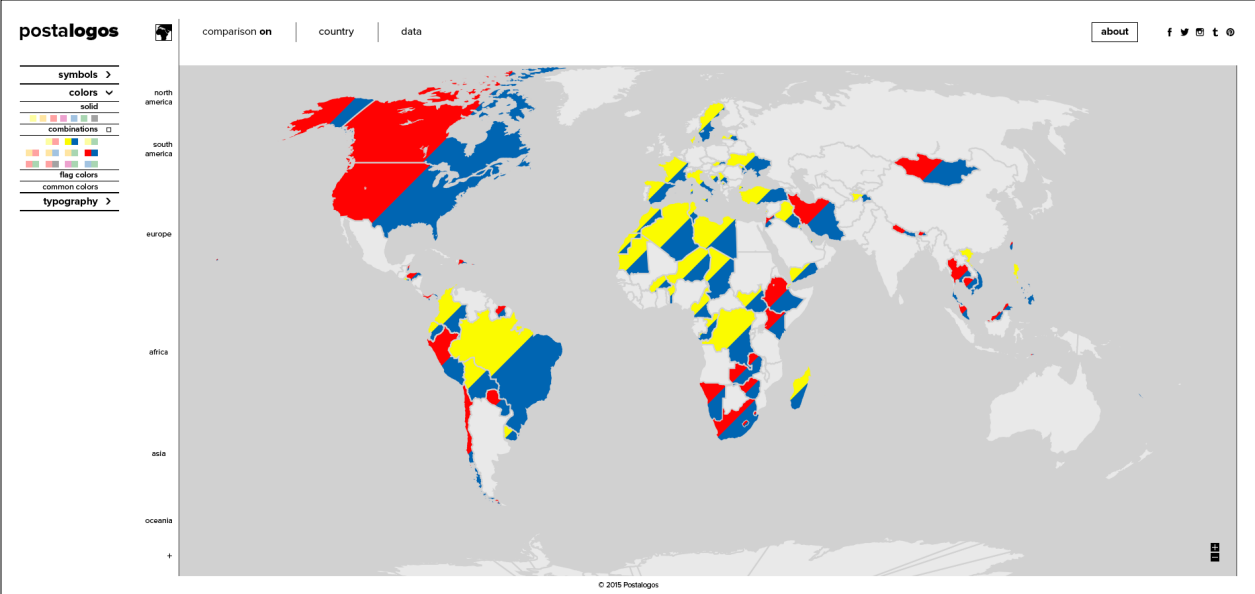 postalogos
comparison on
country
data
about
symbols
colors
solid
combinations
flag colors
common colors
typography
north
america
south
america
europe
africa
asia
oceania
+
© 2015 Postalogos